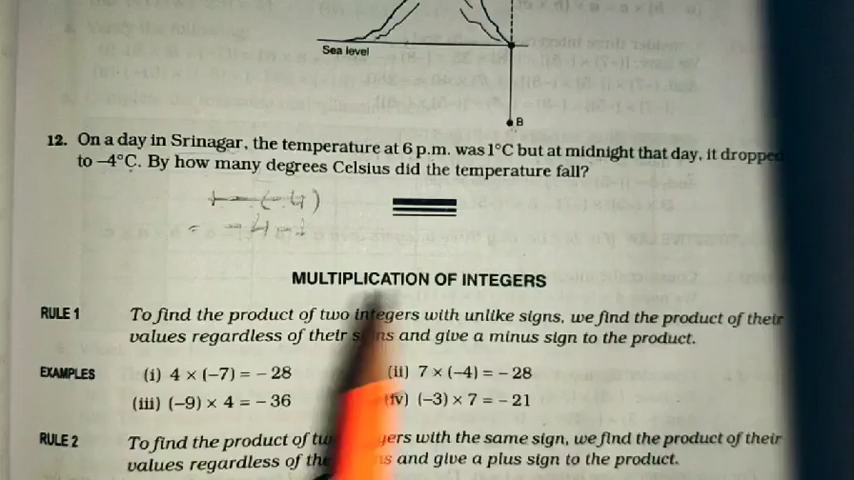 Sea level
B
12. On a day in Srinagar, the temperature at 6 p.m. was 1°C but at midnight that day, it dropped
to –4°C. By how many degrees Celsius did the temperature fall?
MULTIPLICATION OF INTEGERS
RULE 1 To find the product of two integers with unlike signs, we find the product of their
values regardless of their and give a minus sign to the product.
EXAMPLES (i) 4 × (–7) = – 28 (ii) 7 × (–4) = – 28
(iii) (–9) × 4 = – 36 (iv) (–3) × 7 = – 21
RULE 2 To find the product of with the same sign, we find the product of their
values regardless of and give a plus sign to the product.